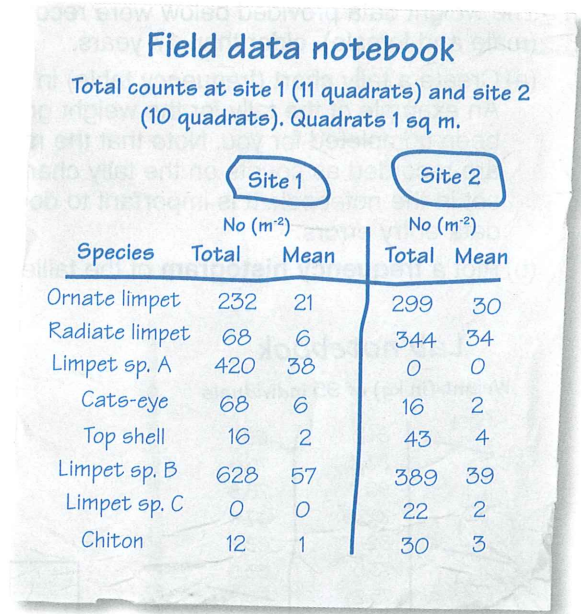 Field data notebook
Total counts at site 1 (11 quadrats) and site 2
(10 quadrats). Quadrats 1 sq m.
Site 1 Site 2
No (m⁻²) No (m⁻²)
Species Total Mean Total Mean
Ornate limpet 232 21 299 30
Radiate limpet 68 6 344 34
Limpet sp. A 420 38 0 0
Cats-eye 68 6 16 2
Top shell 16 2 43 4
Limpet sp. B 628 57 389 39
Limpet sp. C 0 0 22 2
Chiton 12 1 30 3